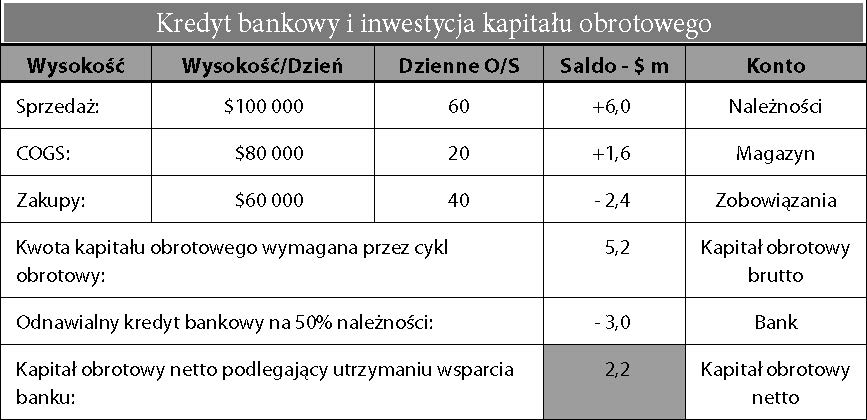 Kredyt bankowy i inwestycja kapitału obrotowego
Wysokość Wysokość/Dzień Dzienne O/S Saldo - $ m Konto
Sprzedaż: $100 000 60 +6,0 Należności
COGS: $80 000 20 +1,6 Magazyn
Zakupy: $60 000 40 - 2,4 Zobowiązania
Kwota kapitału obrotowego wymagana przez cykl
obrotowy:
5,2
Kapitał obrotowy
brutto
Odnawialny kredyt bankowy na 50% należności: - 3,0 Bank
Kapitał obrotowy netto podlegający utrzymaniu wsparcia
banku:
2,2
Kapitał obrotowy
netto